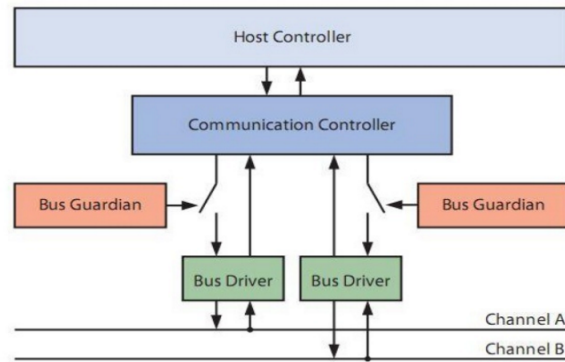 Host Controller
Communication Controller
Bus Guardian
Bus Guardian
Bus Driver
Bus Driver
Channel A
Channel B